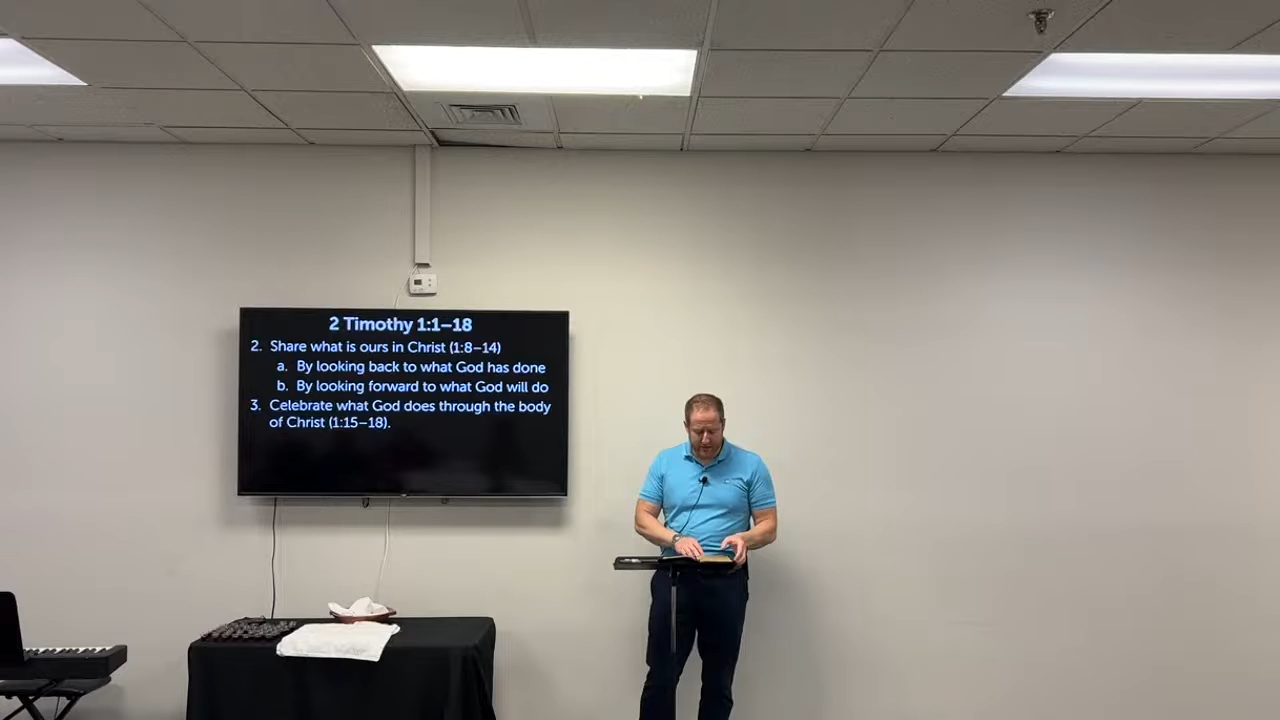 2 Timothy 1:1–18
2. Share what is ours in Christ (1:8–14)
a. By looking back to what God has done
b. By looking forward to what God will do
3. Celebrate what God does through the body
of Christ (1:15–18).